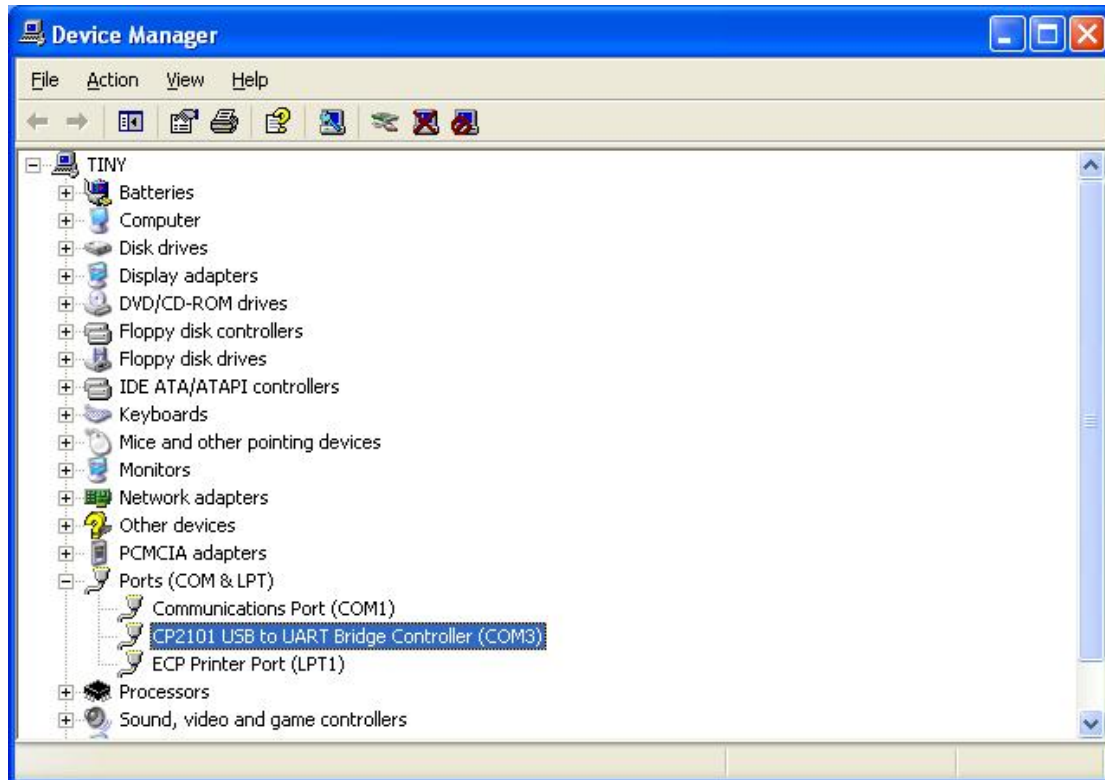 Device Manager
File Action View Help
TINY
Batteries
Computer
Disk drives
Display adapters
DVD/CD-ROM drives
Floppy disk controllers
Floppy disk drives
IDE ATA/ATAPI controllers
Keyboards
Mice and other pointing devices
Monitors
Network adapters
Other devices
PCMCIA adapters
Ports (COM & LPT)
Communications Port (COM1)
CP2101 USB to UART Bridge Controller (COM3)
ECP Printer Port (LPT1)
Processors
Sound, video and game controllers